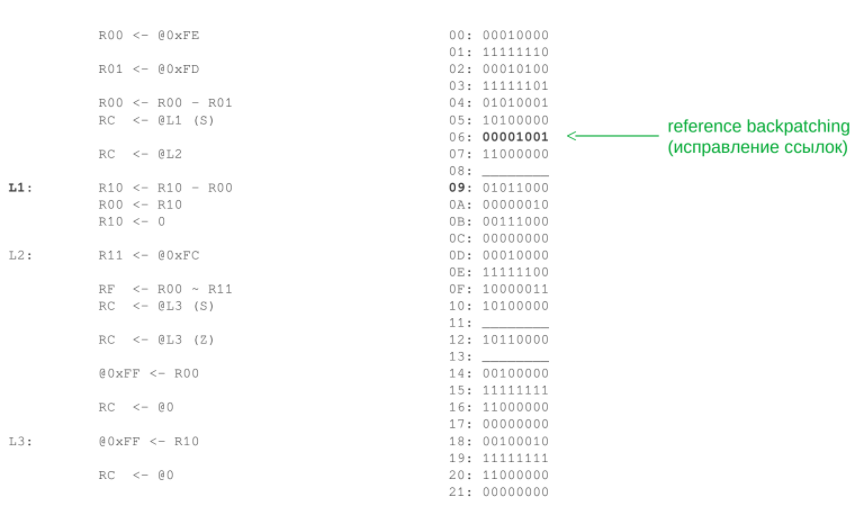 R00 <- @0xFE 00: 00010000
01: 11111110
R01 <- @0xFD 02: 00010100
03: 11111101
R00 <- R00 - R01 04: 01010001
RC <- @L1 (S) 05: 10100000
06: 00001001 reference backpatching
(исправление ссылок)
RC <- @L2 07: 11000000
08: ________
L1: R10 <- R10 - R00 09: 01011000
R00 <- R10 0A: 00000010
R10 <- 0 0B: 00111000
0C: 00000000
L2: R11 <- @0xFC 0D: 00010000
0E: 11111100
RF <- R00 ~ R11 0F: 10000011
RC <- @L3 (S) 10: 10100000
11: ________
RC <- @L3 (Z) 12: 10110000
13: ________
@0xFF <- R00 14: 00100000
15: 11111111
RC <- @0 16: 11000000
17: 00000000
L3: @0xFF <- R10 18: 00100010
19: 11111111
RC <- @0 20: 11000000
21: 00000000